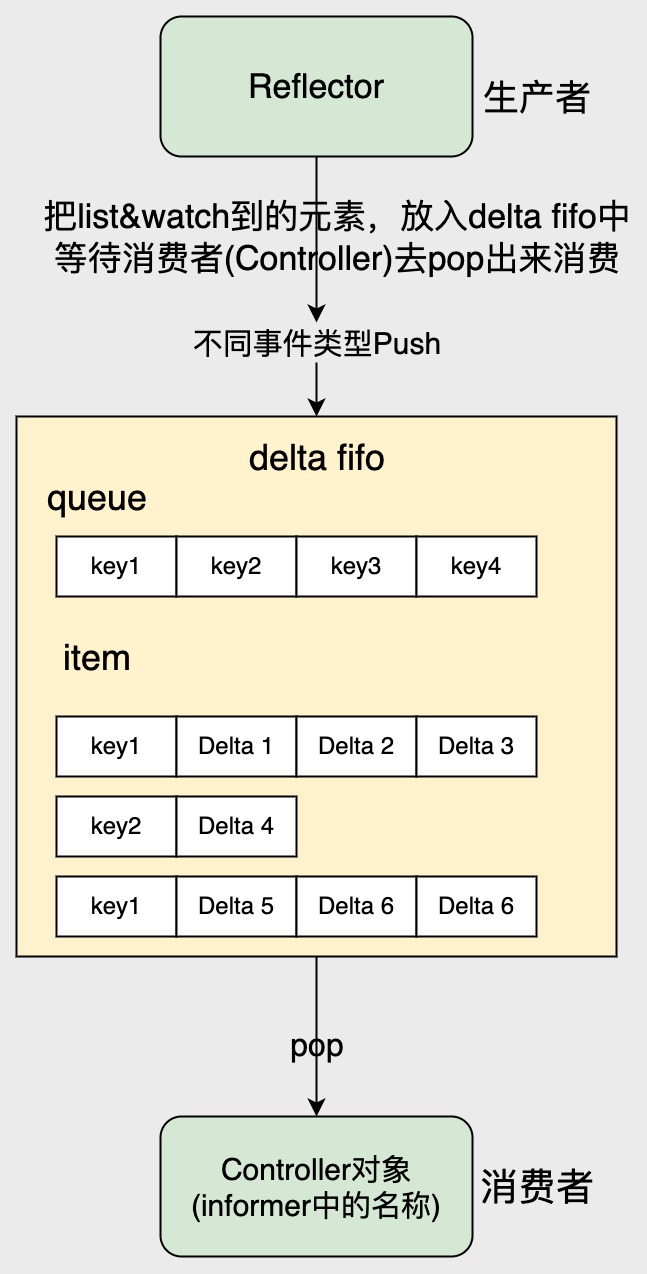 Reflector
生产者
把list&watch到的元素，放入delta fifo中
等待消费者(Controller)去pop出来消费
不同事件类型Push
delta fifo
queue
key1 key2 key3 key4
item
key1 Delta 1 Delta 2 Delta 3
key2 Delta 4
key1 Delta 5 Delta 6 Delta 6
pop
Controller对象
(informer中的名称)
消费者